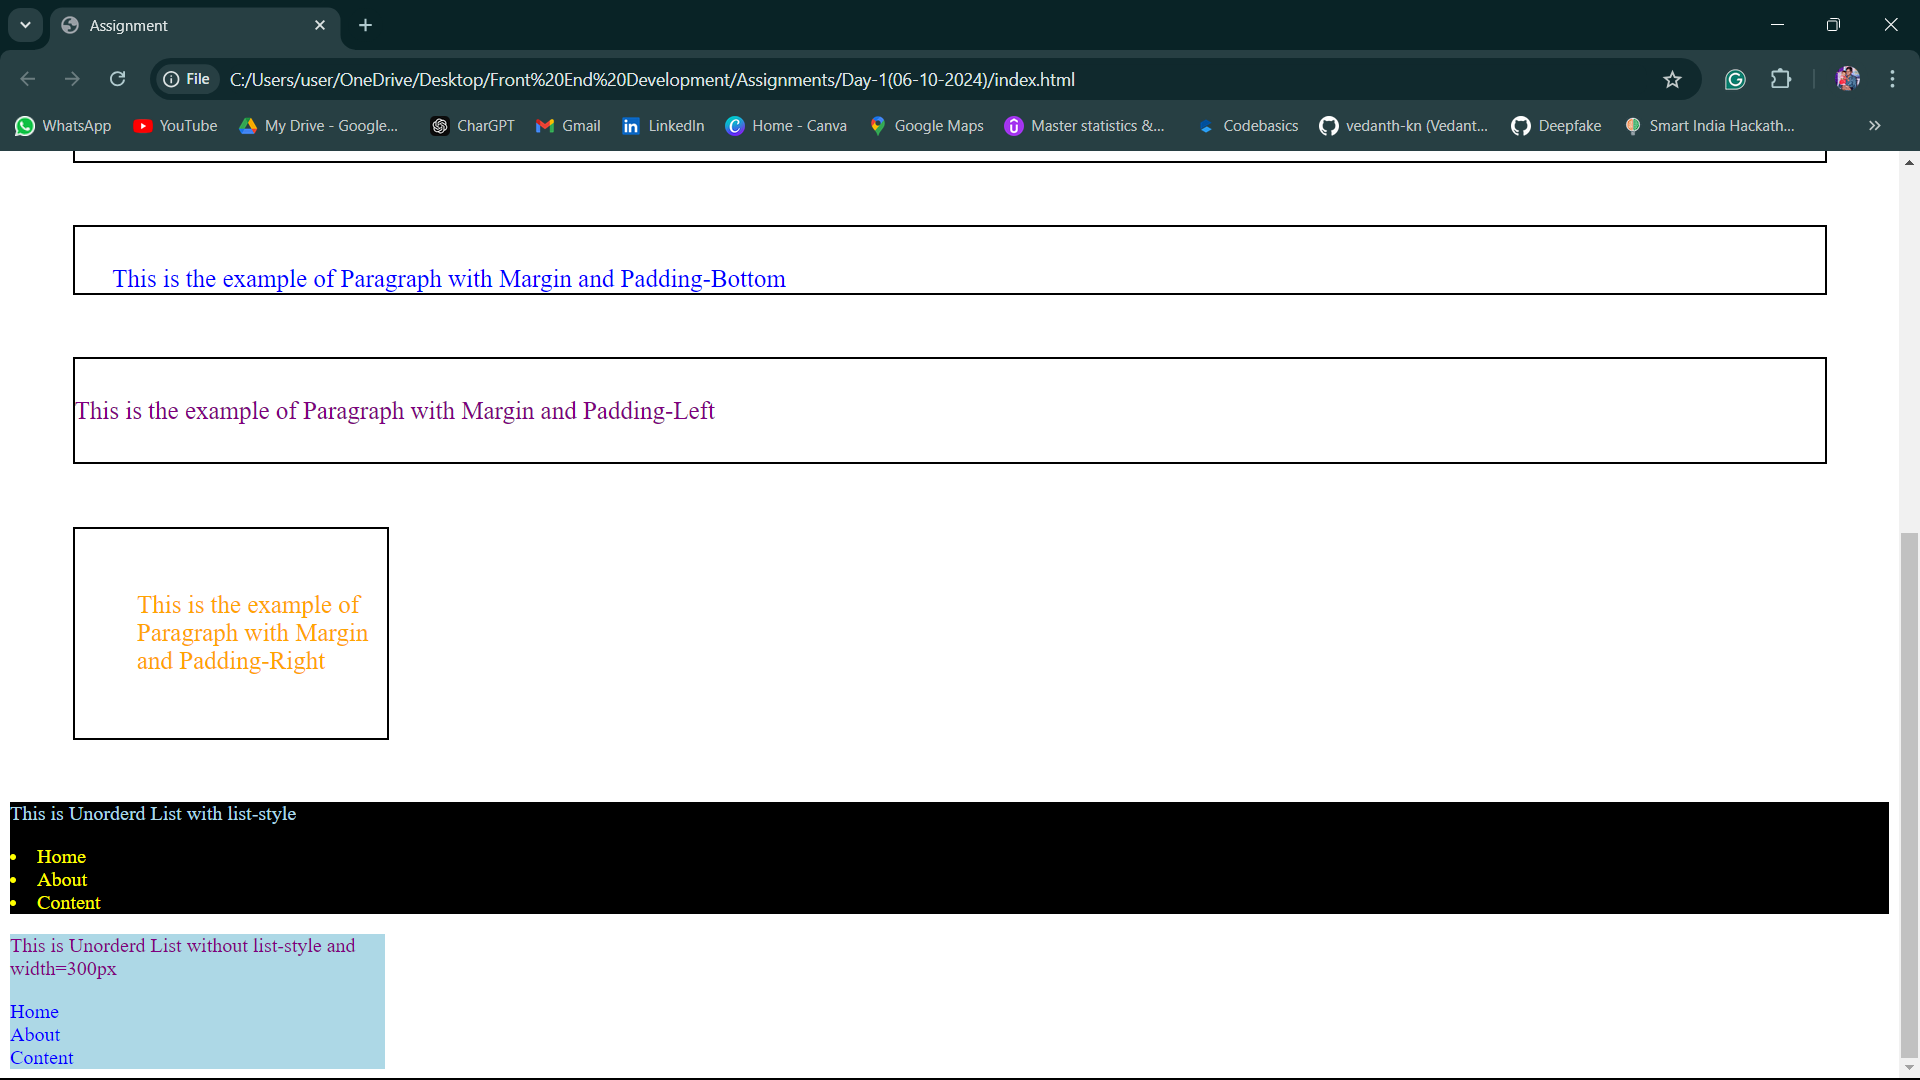 Assignment
File C:/Users/user/OneDrive/Desktop/Front%20End%20Development/Assignments/Day-1(06-10-2024)/index.html
WhatsApp YouTube My Drive - Google... CharGPT Gmail LinkedIn Home - Canva Google Maps Master statistics &... Codebasics vedanth-kn (Vedant... Deepfake Smart India Hackath...
This is the example of Paragraph with Margin and Padding-Bottom
This is the example of Paragraph with Margin and Padding-Left
This is the example of
Paragraph with Margin
and Padding-Right
This is Unorderd List with list-style
• Home
• About
• Content
This is Unorderd List without list-style and
width=300px
Home
About
Content